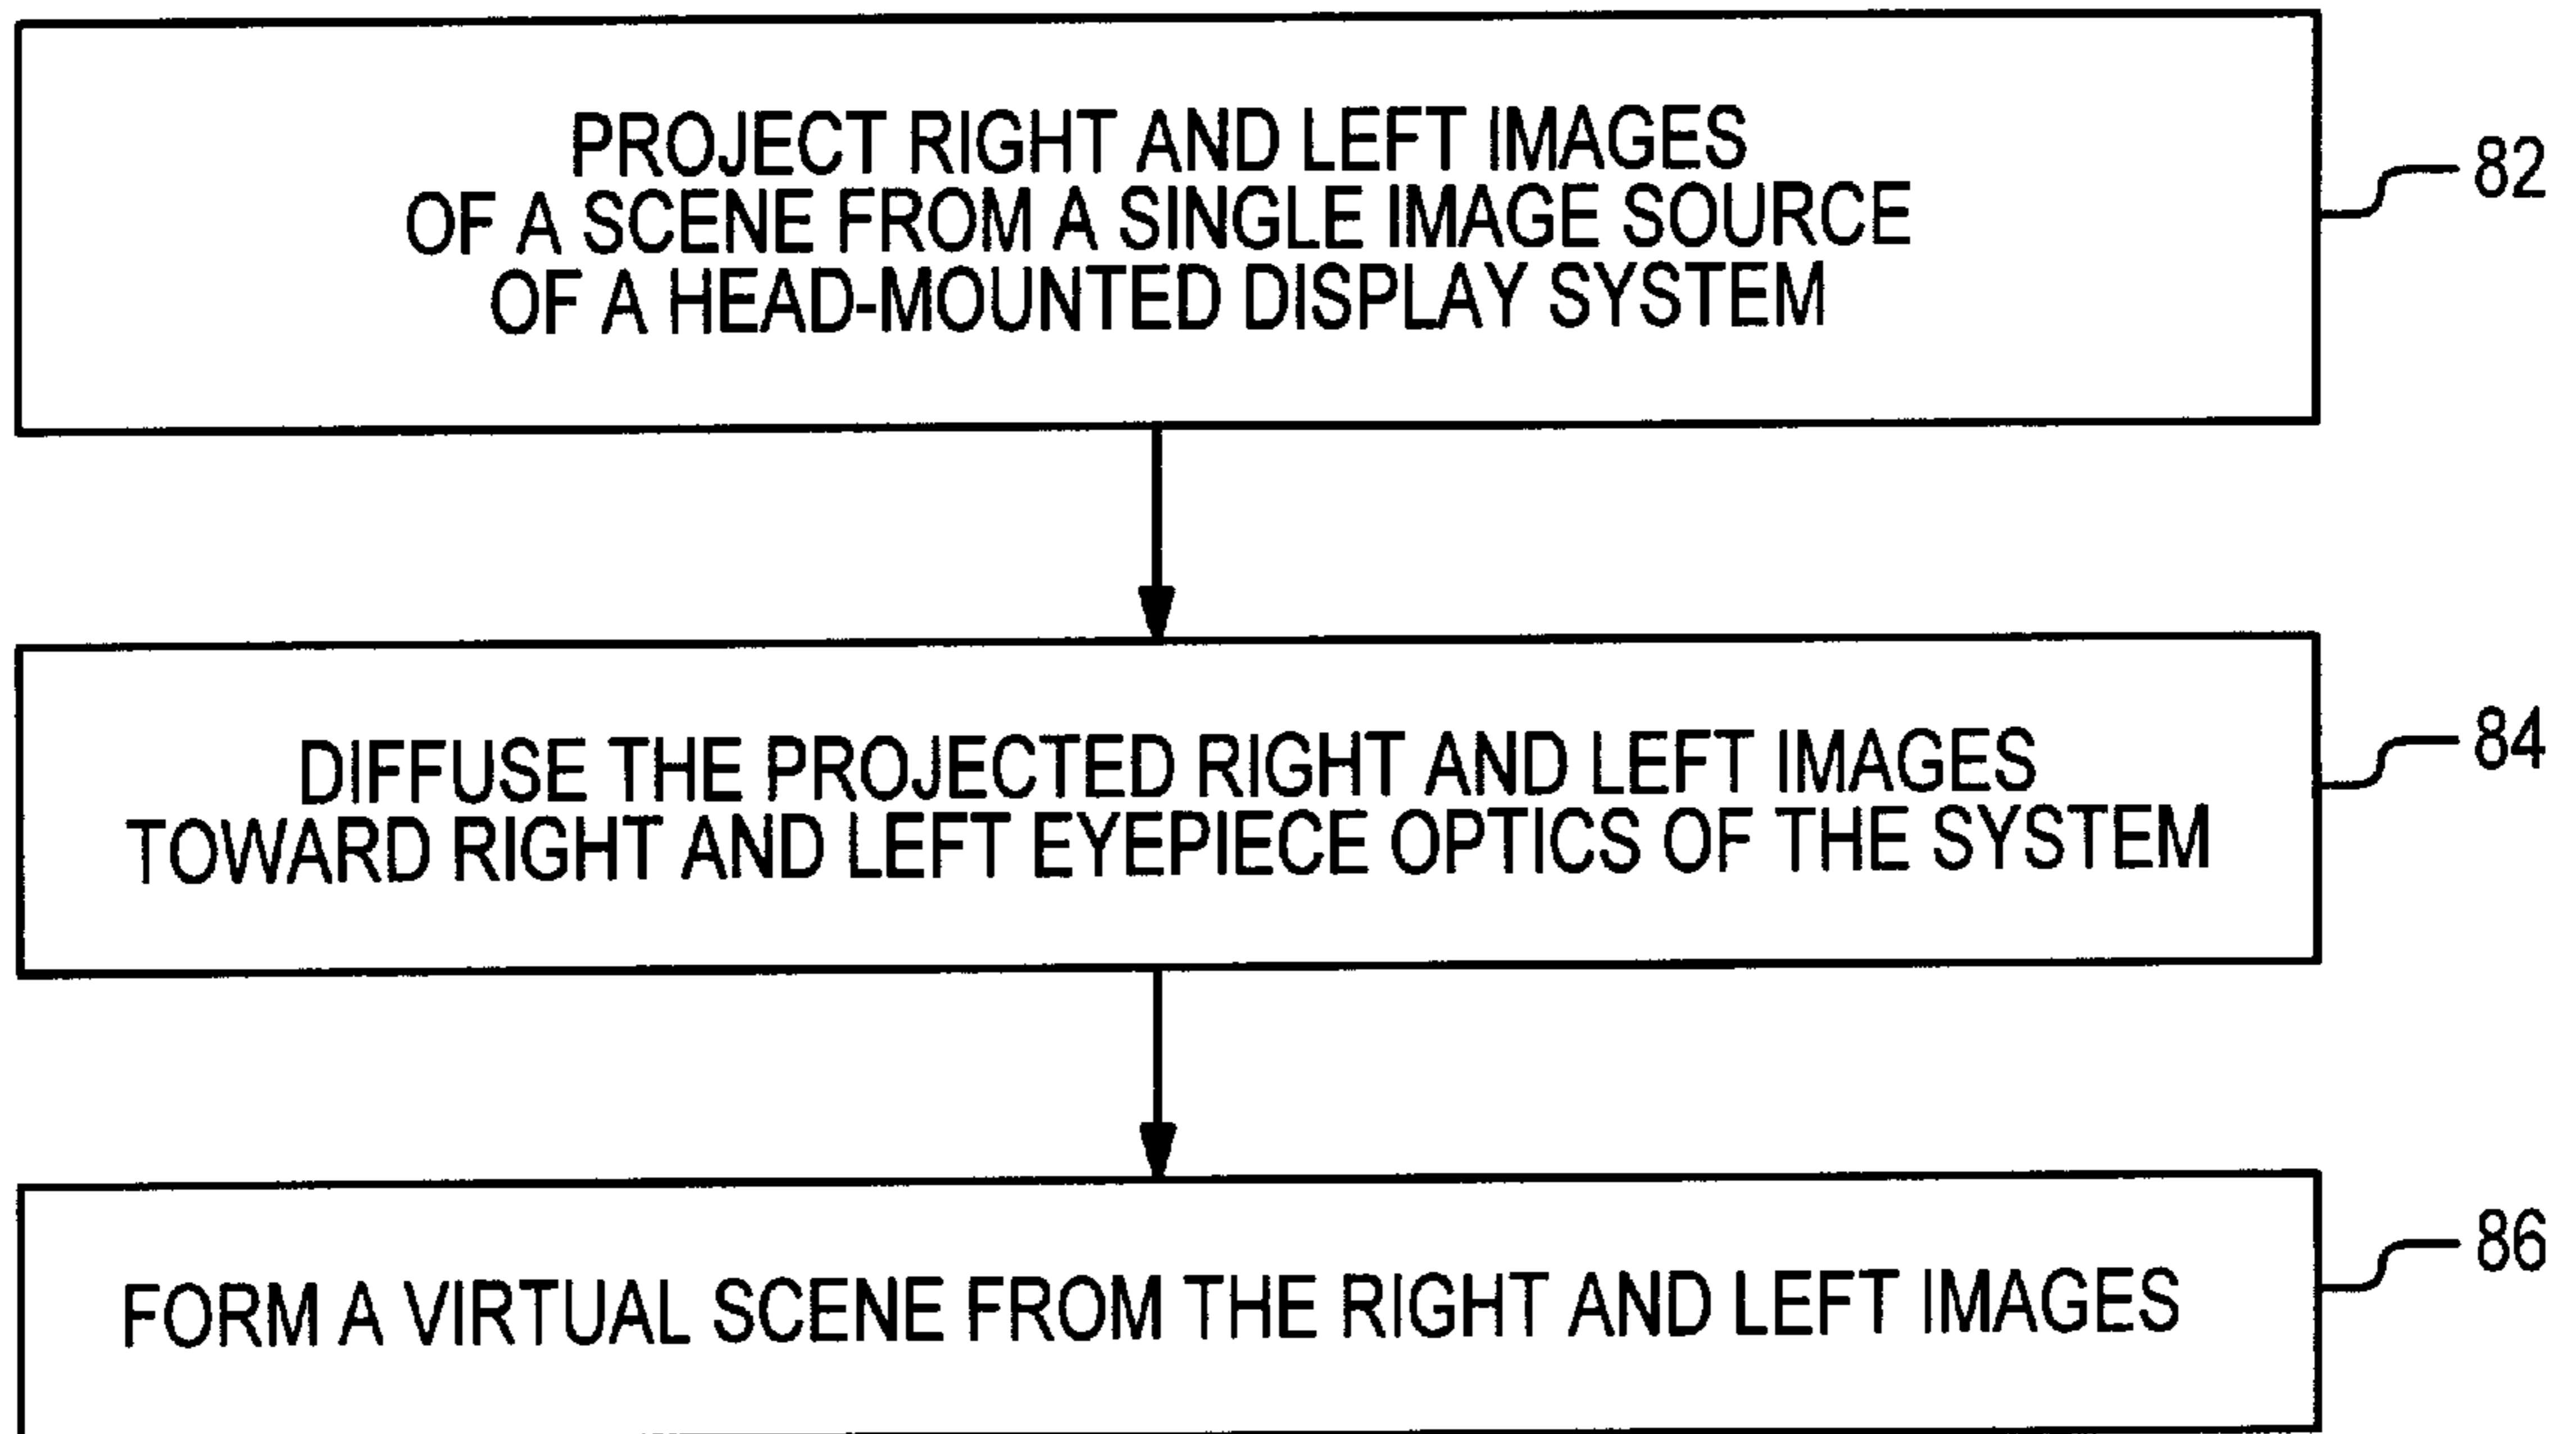 PROJECT RIGHT AND LEFT IMAGES
OF A SCENE FROM A SINGLE IMAGE SOURCE
OF A HEAD-MOUNTED DISPLAY SYSTEM
82
DIFFUSE THE PROJECTED RIGHT AND LEFT IMAGES
TOWARD RIGHT AND LEFT EYEPIECE OPTICS OF THE SYSTEM
84
FORM A VIRTUAL SCENE FROM THE RIGHT AND LEFT IMAGES
86